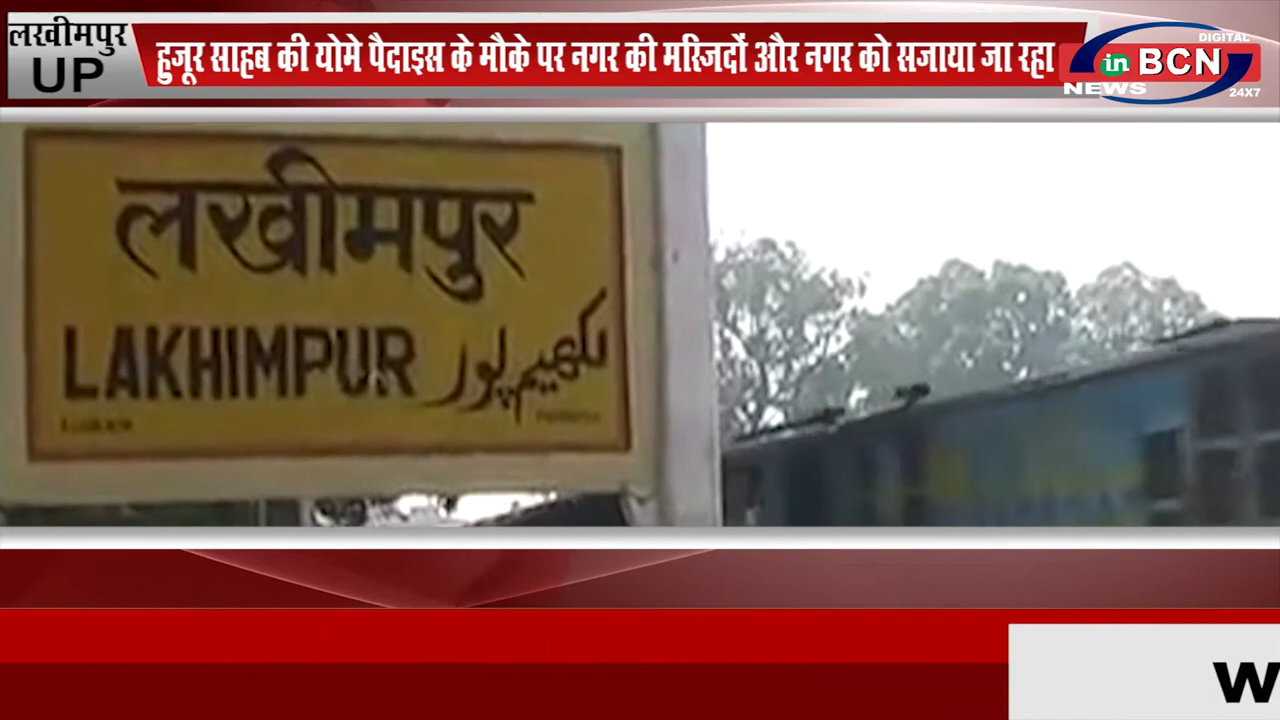 लखीमपुर
UP
हुजूर साहब की योमे पैदाइस के मौके पर नगर की मस्जिदों और नगर को सजाया जा रहा
DIGITAL
in BCN
NEWS
24X7
लखीमपुर
LAKHIMPUR لکھیم پور
W